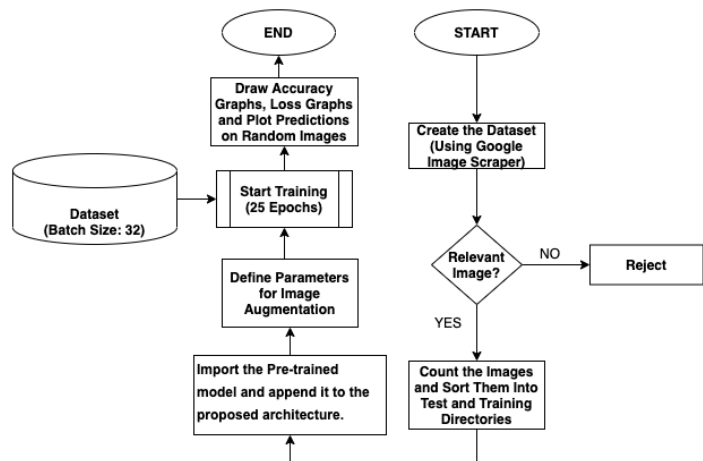 START
Create the Dataset
(Using Google
Image Scraper)
Relevant
Image?
NO
Reject
YES
Count the Images
and Sort Them Into
Test and Training
Directories
Import the Pre-trained
model and append it to the
proposed architecture.
Define Parameters
for Image
Augmentation
Dataset
(Batch Size: 32)
Start Training
(25 Epochs)
Draw Accuracy
Graphs, Loss Graphs
and Plot Predictions
on Random Images
END